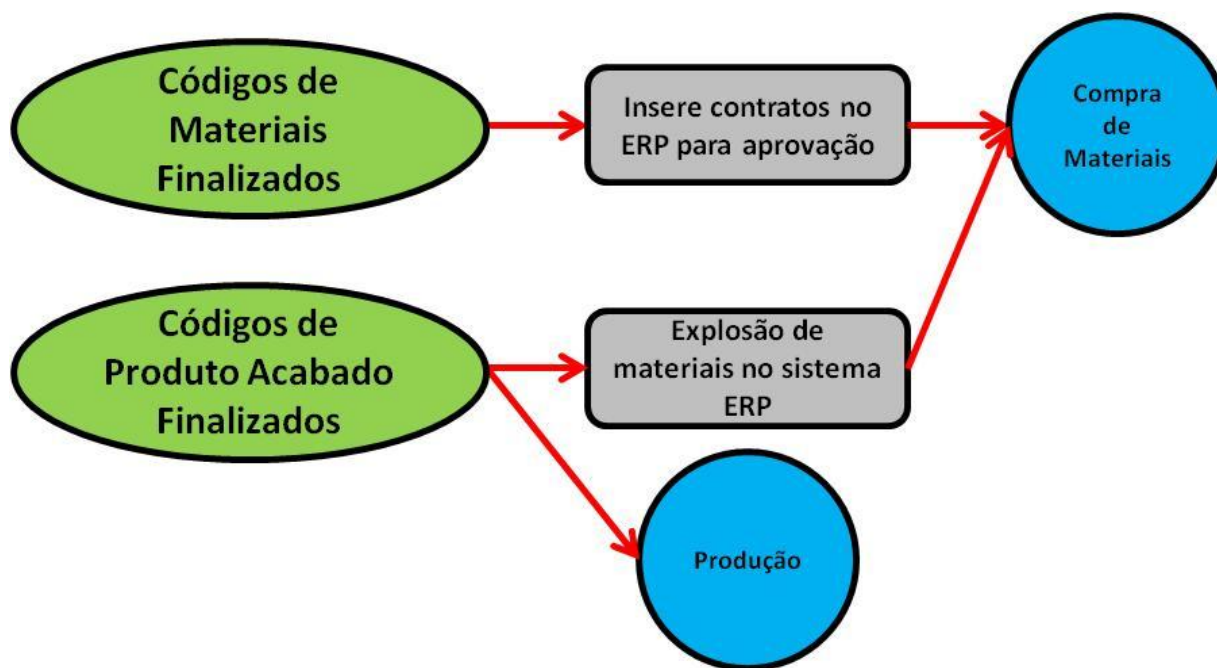 Códigos de
Materiais
Finalizados
Insere contratos no
ERP para aprovação
Compra
de
Materiais
Códigos de
Produto Acabado
Finalizados
Explosão de
materiais no sistema
ERP
Produção